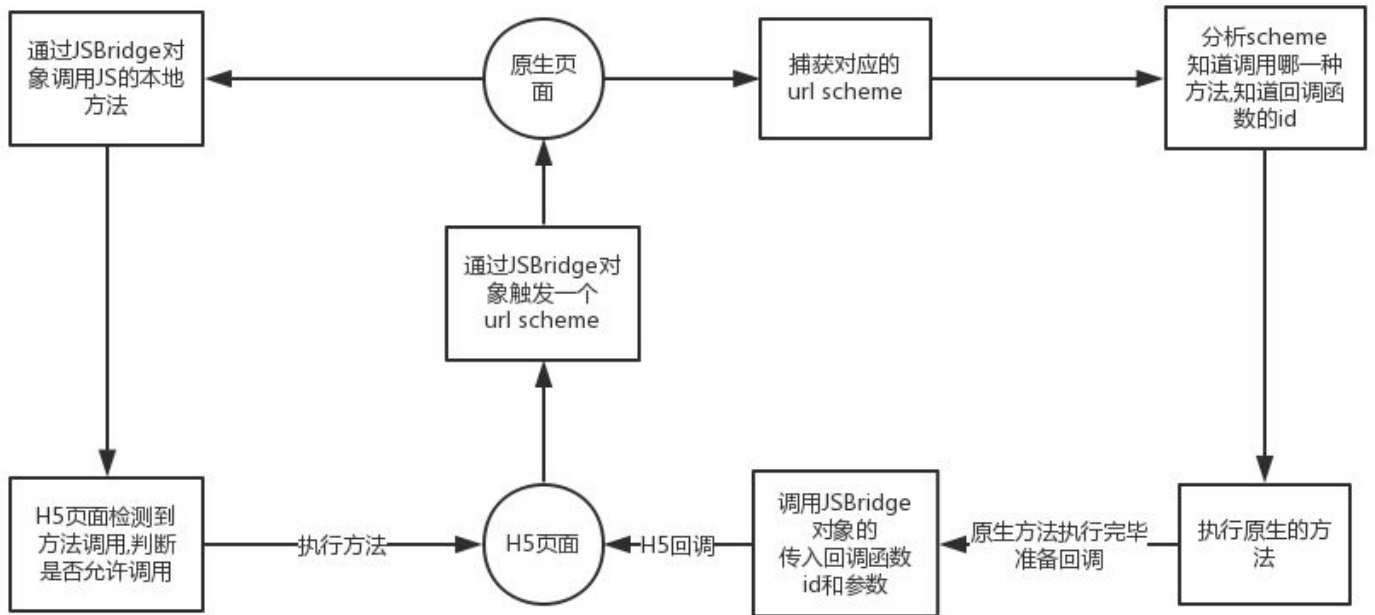 通过JSBridge对
象调用JS的本地
方法
原生页
面
捕获对应的
url scheme
分析scheme
知道调用哪一种
方法,知道回调函
数的id
通过JSBridge对
象触发一个
url scheme
H5页面检测到
方法调用,判断
是否允许调用
执行方法
H5页面
H5回调
调用JSBridge
对象的
传入回调函数
id和参数
原生方法执行完毕
准备回调
执行原生的方
法